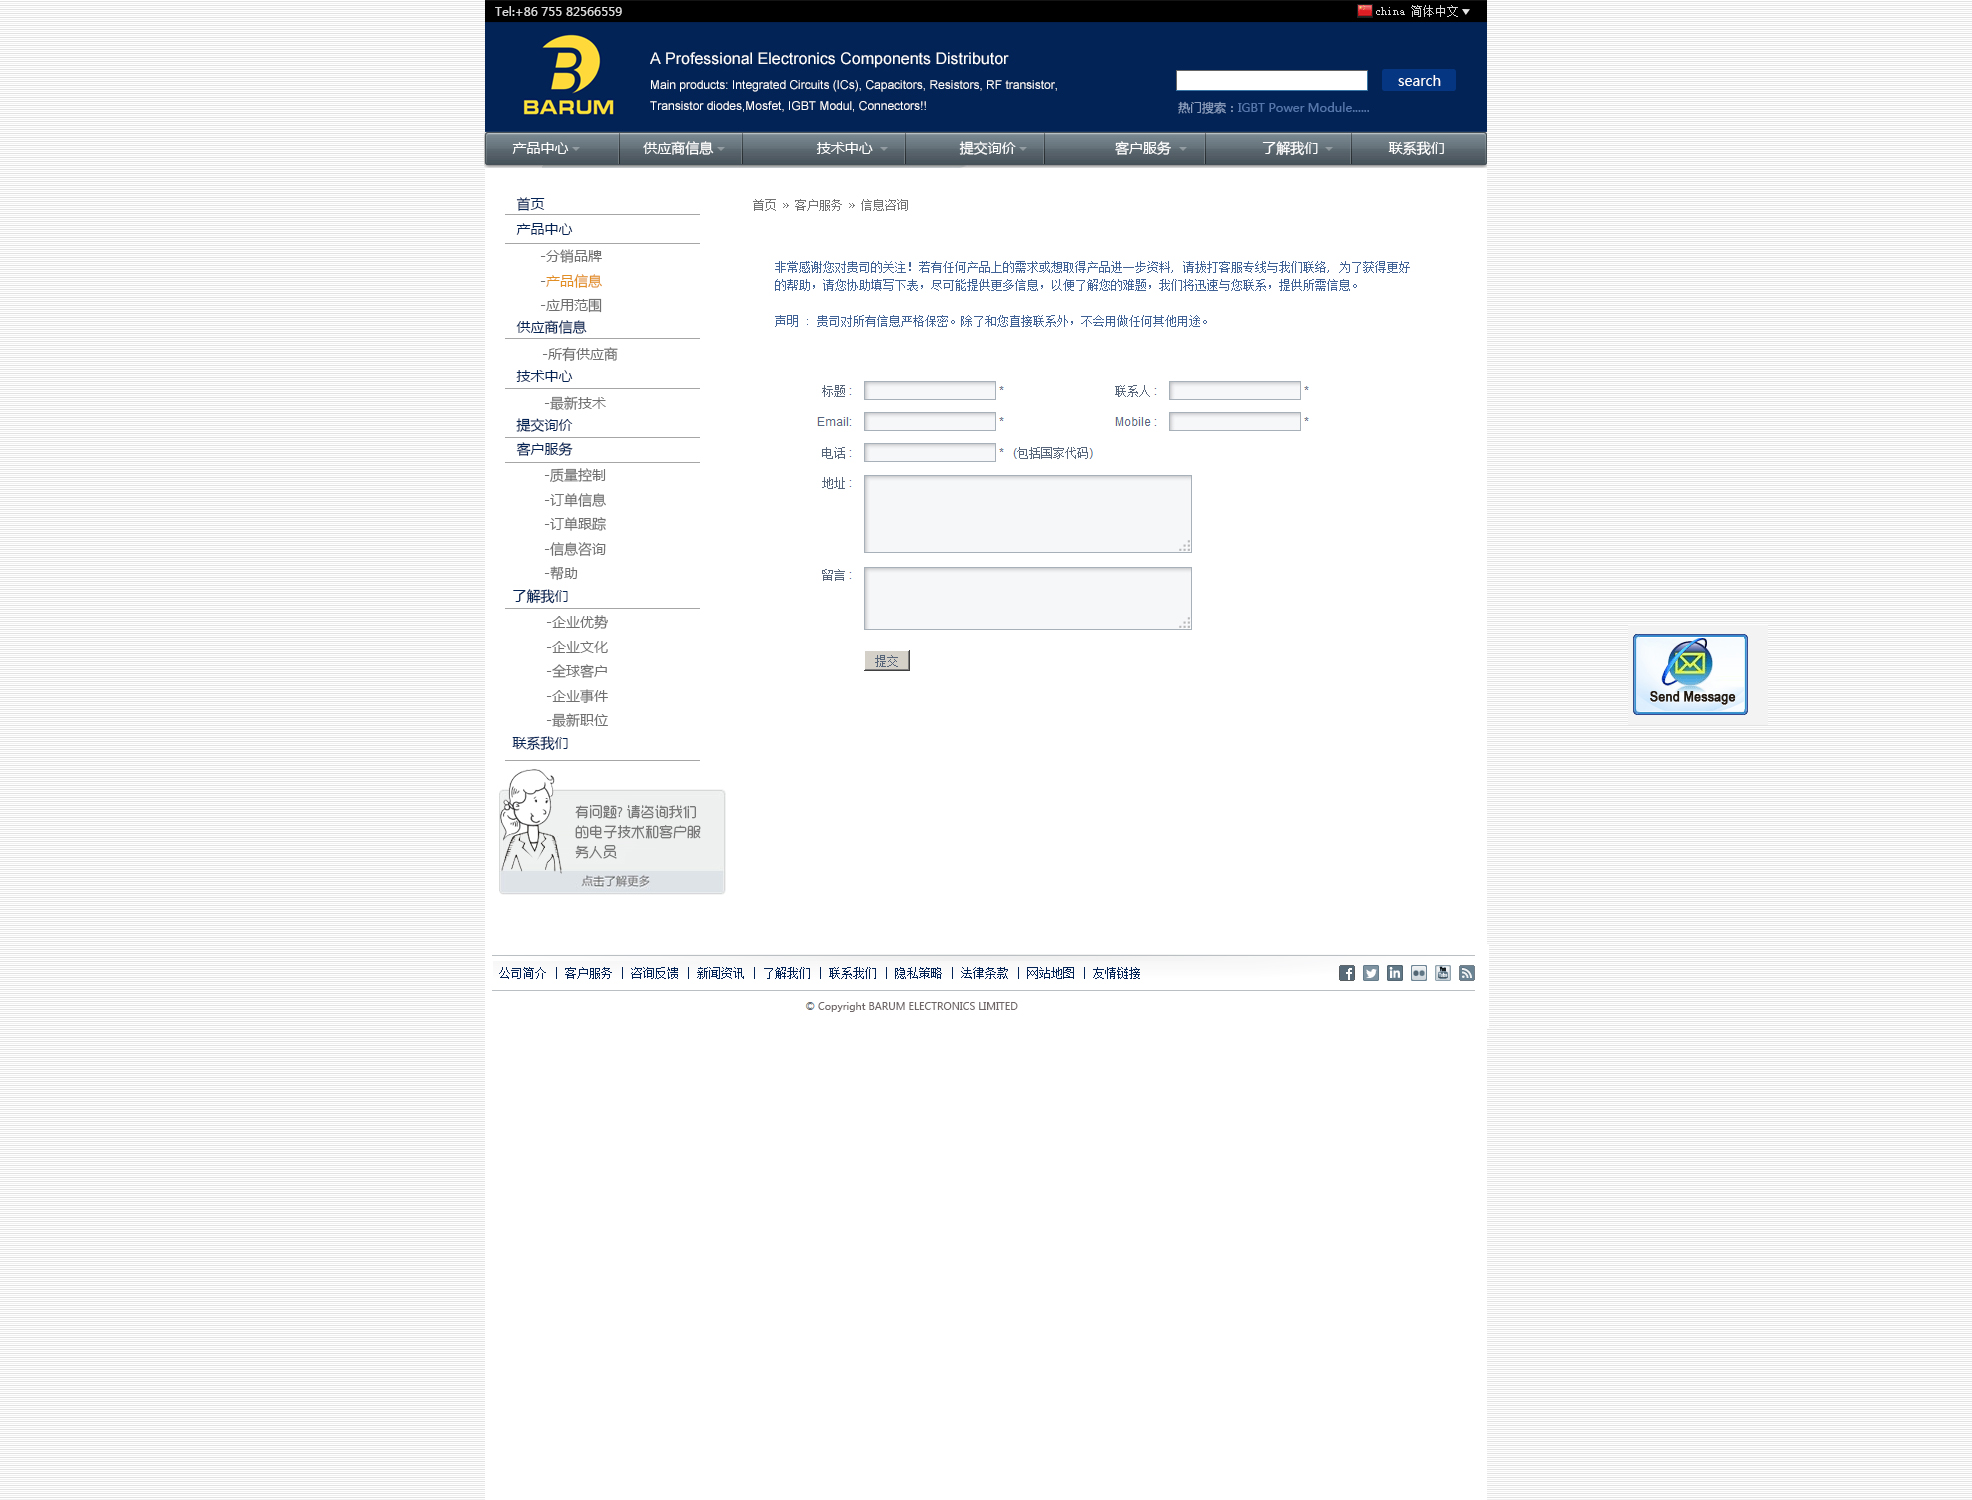 Tel:+86 755 82566559
china 简体中文
BARUM
A Professional Electronics Components Distributor
Main products: Integrated Circuits (ICs), Capacitors, Resistors, RF transistor,
Transistor diodes,Mosfet, IGBT Modul, Connectors!!
search
热门搜索：IGBT Power Module......
产品中心 供应商信息 技术中心 提交询价 客户服务 了解我们 联系我们
首页
产品中心
-分销品牌
-产品信息
-应用范围
供应商信息
-所有供应商
技术中心
-最新技术
提交询价
客户服务
-质量控制
-订单信息
-订单跟踪
-信息咨询
-帮助
了解我们
-企业优势
-企业文化
-全球客户
-企业事件
-最新职位
联系我们
有问题? 请咨询我们
的电子技术和客户服
务人员
点击了解更多
首页 » 客户服务 » 信息咨询
非常感谢您对贵司的关注！若有任何产品上的需求或想取得产品进一步资料，请拔打客服专线与我们联络，为了获得更好
的帮助，请您协助填写下表，尽可能提供更多信息，以便了解您的难题，我们将迅速与您联系，提供所需信息。
声明 ： 贵司对所有信息严格保密。除了和您直接联系外，不会用做任何其他用途。
标题 : * 联系人 : *
Email: * Mobile : *
电话 : * (包括国家代码)
地址 :
留言 :
提交
Send Message
公司简介 | 客户服务 | 咨询反馈 | 新闻资讯 | 了解我们 | 联系我们 | 隐私策略 | 法律条款 | 网站地图 | 友情链接
© Copyright BARUM ELECTRONICS LIMITED